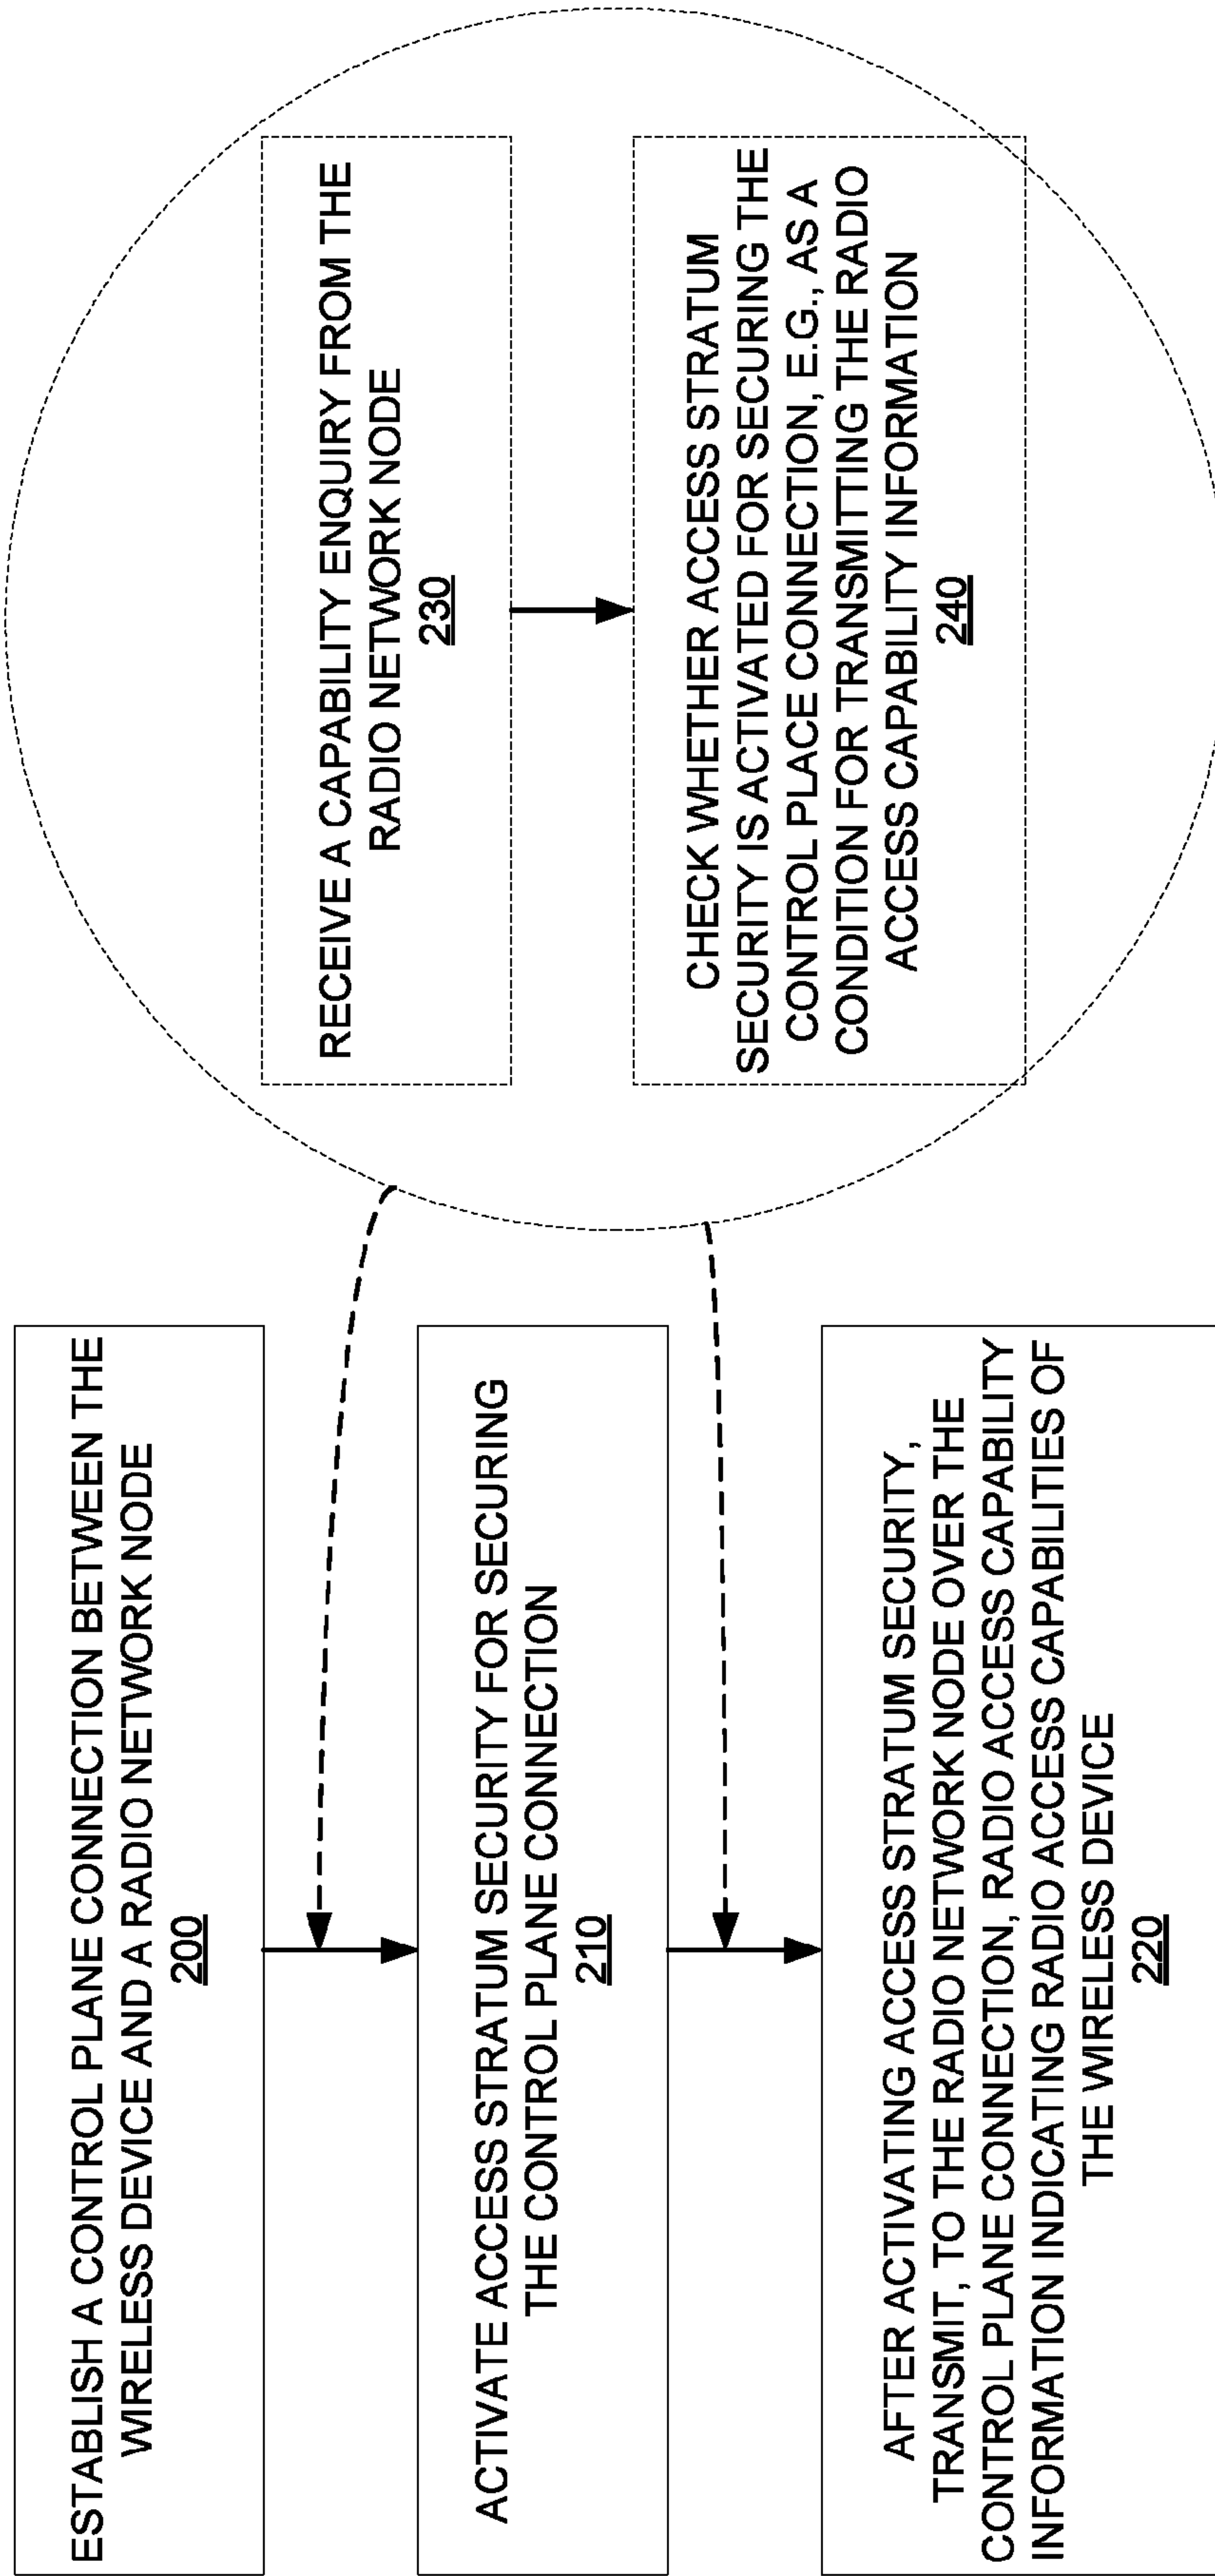 ESTABLISH A CONTROL PLANE CONNECTION BETWEEN THE
WIRELESS DEVICE AND A RADIO NETWORK NODE
200
ACTIVATE ACCESS STRATUM SECURITY FOR SECURING
THE CONTROL PLANE CONNECTION
210
AFTER ACTIVATING ACCESS STRATUM SECURITY,
TRANSMIT, TO THE RADIO NETWORK NODE OVER THE
CONTROL PLANE CONNECTION, RADIO ACCESS CAPABILITY
INFORMATION INDICATING RADIO ACCESS CAPABILITIES OF
THE WIRELESS DEVICE
220
RECEIVE A CAPABILITY ENQUIRY FROM THE
RADIO NETWORK NODE
230
CHECK WHETHER ACCESS STRATUM
SECURITY IS ACTIVATED FOR SECURING THE
CONTROL PLACE CONNECTION, E.G., AS A
CONDITION FOR TRANSMITTING THE RADIO
ACCESS CAPABILITY INFORMATION
240